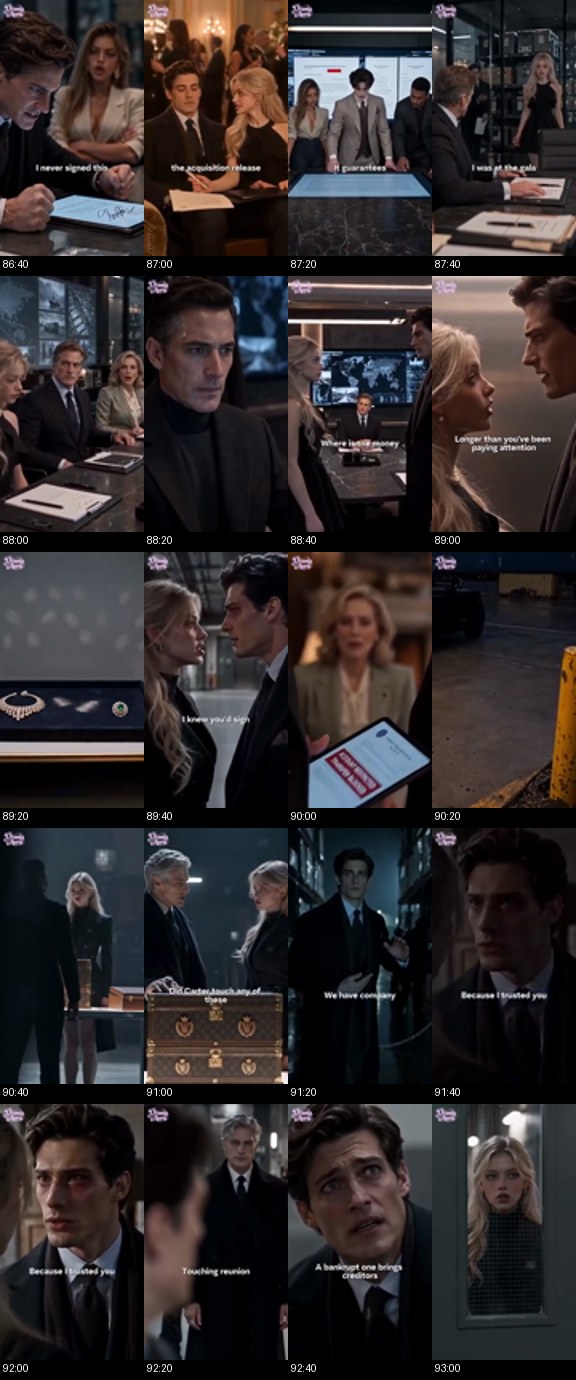 I never signed this
86:40
the acquisition release
87:00
it guarantees
87:20
I was at the gala
87:40
88:00
88:20
Where is the money
88:40
Longer than you've been
paying attention
89:00
89:20
I knew you'd sign
89:40
90:00
90:20
90:40
Did Carter touch any of
these
91:00
We have company
91:20
Because I trusted you
91:40
Because I trusted you
92:00
Touching reunion
92:20
A bankrupt one brings
creditors
92:40
93:00